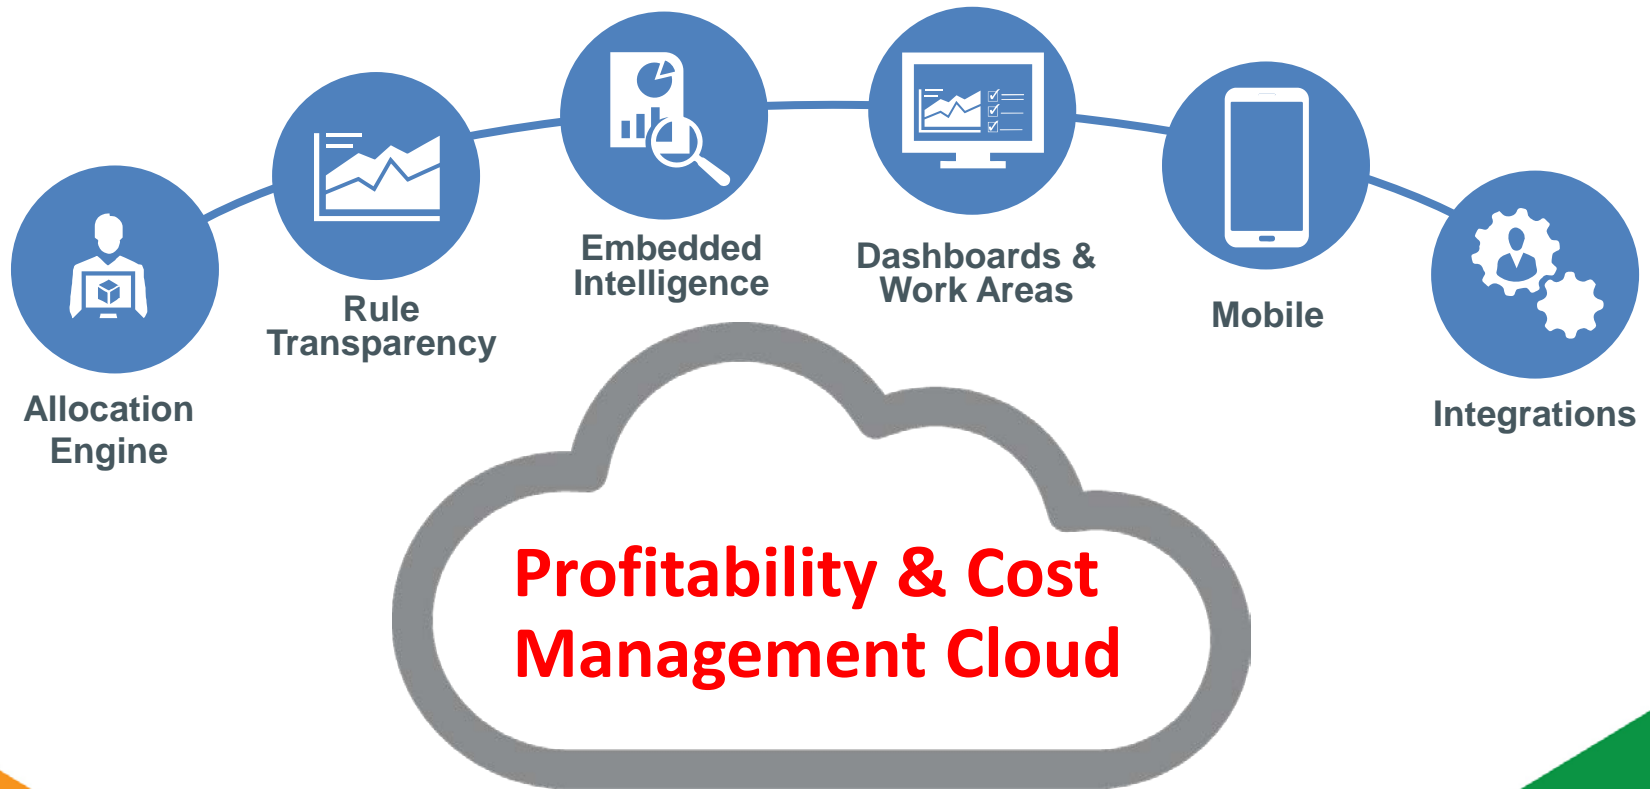 Allocation
Engine
Rule
Transparency
Embedded
Intelligence
Dashboards &
Work Areas
Mobile
Integrations
Profitability & Cost
Management Cloud